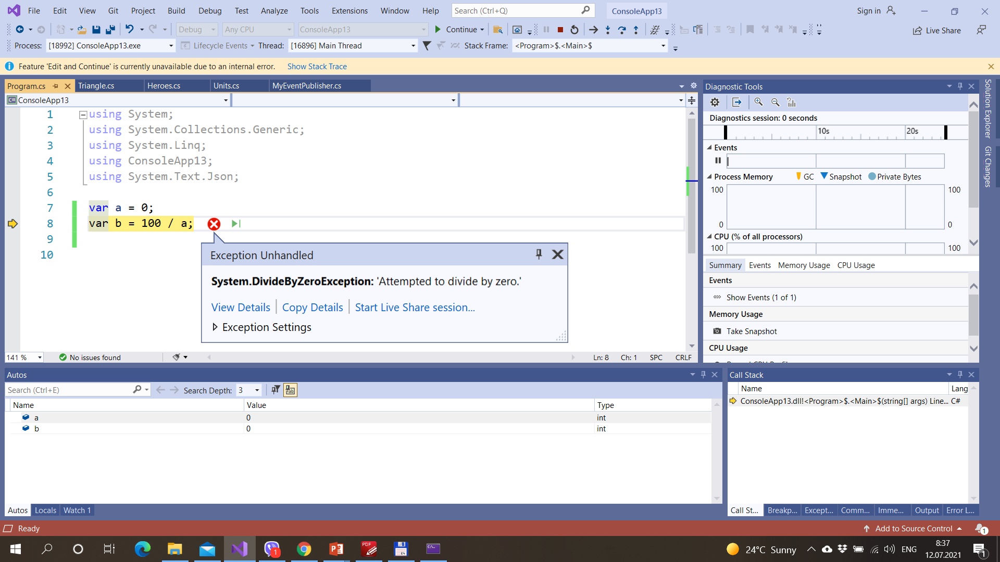 File Edit View Git Project Build Debug Test Analyze Tools Extensions Window Help Search (Ctrl+Q) ConsoleApp13 Sign in
Debug Any CPU ConsoleApp13 Continue Live Share
Process: [18992] ConsoleApp13.exe Lifecycle Events Thread: [16896] Main Thread Stack Frame: <Program>$.<Main>$
Feature 'Edit and Continue' is currently unavailable due to an internal error. Show Stack Trace
Program.cs Triangle.cs Heroes.cs Units.cs MyEventPublisher.cs
C# ConsoleApp13
1 using System;
2 using System.Collections.Generic;
3 using System.Linq;
4 using ConsoleApp13;
5 using System.Text.Json;
6
7 var a = 0;
8 var b = 100 / a;
9
10
Exception Unhandled
System.DivideByZeroException: 'Attempted to divide by zero.'
View Details Copy Details Start Live Share session...
Exception Settings
141 % No issues found Ln: 8 Ch: 1 SPC CRLF
Diagnostic Tools
Diagnostics session: 0 seconds
10s 20s
Events
Process Memory GC Snapshot Private Bytes
100 100
0 0
CPU (% of all processors)
100 100
Summary Events Memory Usage CPU Usage
Events
Show Events (1 of 1)
Memory Usage
Take Snapshot
CPU Usage
Solution Explorer
Git Changes
Autos
Search (Ctrl+E) Search Depth: 3
Name Value Type
a 0 int
b 0 int
Autos Locals Watch 1
Call Stack
Name Lang
ConsoleApp13.dll!<Program>$.<Main>$(string[] args) Line... C#
Call St... Breakp... Except... Comm... Imme... Output Error L...
Ready Add to Source Control 1
1 PDF 24°C Sunny ENG 8:37
12.07.2021 1